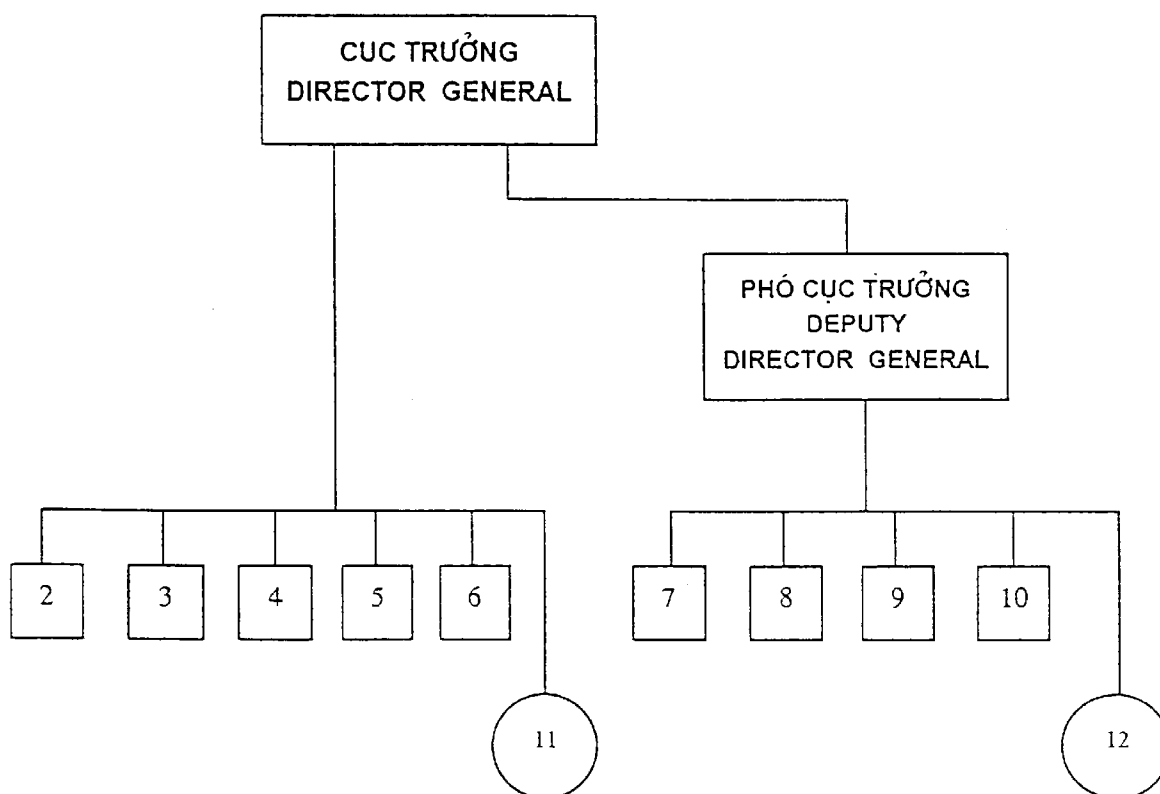 CUC TRƯỞNG
DIRECTOR GENERAL
PHÓ CỤC TRƯỞNG
DEPUTY
DIRECTOR GENERAL
2
3
4
5
6
7
8
9
10
11
12